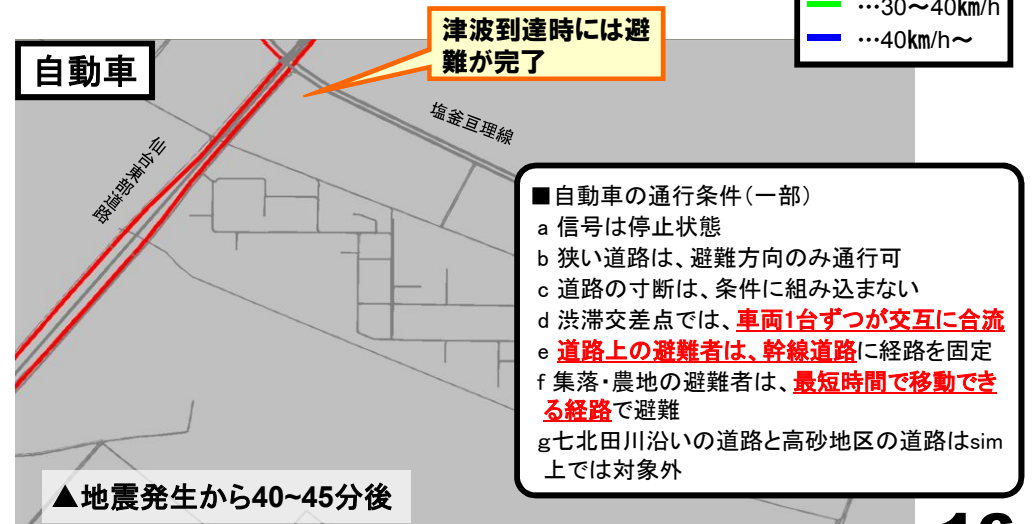 …30~40km/h
…40km/h~
津波到達時には避
難が完了
自動車
塩釜亘理線
仙台東部道路
■自動車の通行条件(一部)
a 信号は停止状態
b 狭い道路は、避難方向のみ通行可
c 道路の寸断は、条件に組み込まない
d 渋滞交差点では、車両1台ずつが交互に合流
e 道路上の避難者は、幹線道路に経路を固定
f 集落・農地の避難者は、最短時間で移動でき
る経路で避難
g七北田川沿いの道路と高砂地区の道路はsim
上では対象外
▲地震発生から40~45分後